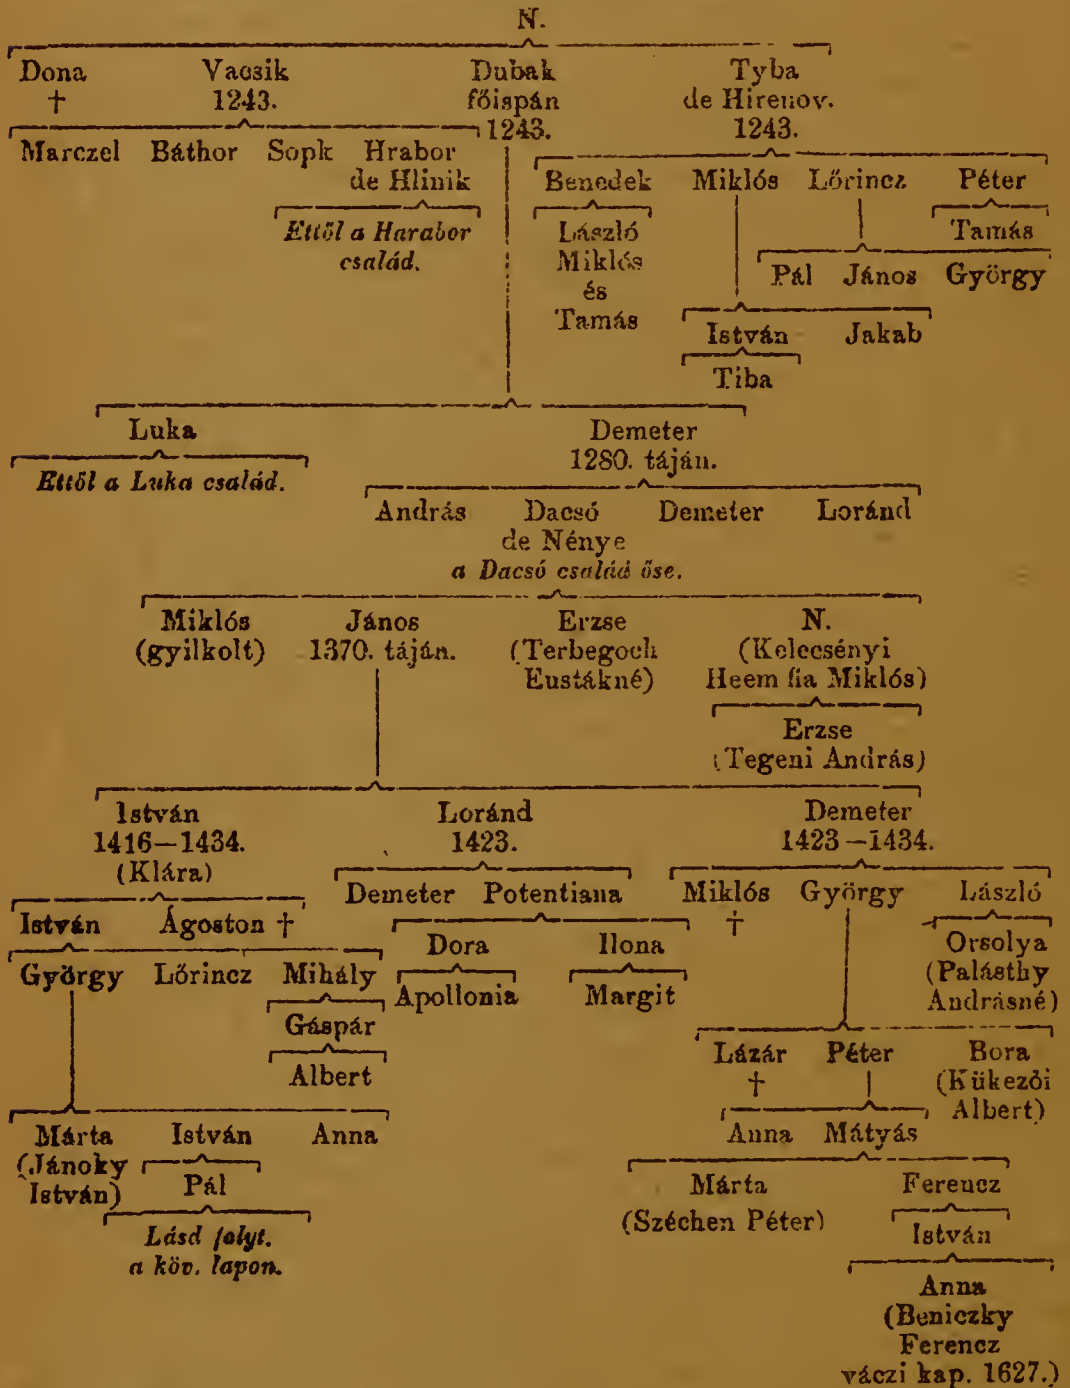 N.
Dona Vacsik Dubak Tyba
† 1243. főispán de Hirenov.
1243. 1243.
Marczel Báthor Sopk Hrabor
de Hlinik
Benedek Miklós Lőrincz Péter
Ettől a Harabor
család.
László
Miklós
és
Tamás
Tamás
Pál János György
István Jakab
Tiba
Luka Demeter
1280. táján.
Ettől a Luka család.
András Dacsó Demeter Loránd
de Nénye
a Dacsó család őse.
Miklós János Erzse N.
(gyilkolt) 1370. táján. (Terbegoch (Kelecsényi
Eustákné) Heem fia Miklós)
Erzse
(Tegeni András)
István Loránd Demeter
1416—1434. 1423. 1423—1434.
(Klára)
Demeter Potentiana Miklós György László
†
István Ágoston †
Dora Ilona Orsolya
(Palásthy
Andrásné)
György Lőrincz Mihály
Apollonia Margit
Gáspár
Albert
Lázár Péter Bora
† (Kükezői
Albert)
Anna Mátyás
Márta István Anna
(Jánoky
István)
Pál
Lásd folyt.
a köv. lapon.
Márta Ferencz
(Széchen Péter)
István
Anna
(Beniczky
Ferencz
váczi kap. 1627.)